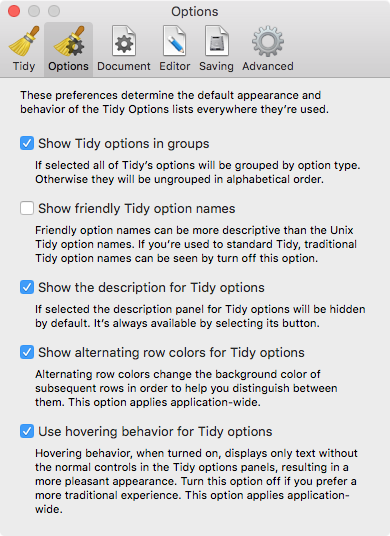 Options
Tidy Options Document Editor Saving Advanced
These preferences determine the default appearance and
behavior of the Tidy Options lists everywhere they're used.
Show Tidy options in groups
If selected all of Tidy's options will be grouped by option type.
Otherwise they will be ungrouped in alphabetical order.
Show friendly Tidy option names
Friendly option names can be more descriptive than the Unix
Tidy option names. If you're used to standard Tidy, traditional
Tidy option names can be seen by turn off this option.
Show the description for Tidy options
If selected the description panel for Tidy options will be hidden
by default. It's always available by selecting its button.
Show alternating row colors for Tidy options
Alternating row colors change the background color of
subsequent rows in order to help you distinguish between
them. This option applies application-wide.
Use hovering behavior for Tidy options
Hovering behavior, when turned on, displays only text without
the normal controls in the Tidy options panels, resulting in a
more pleasant appearance. Turn this option off if you prefer a
more traditional experience. This option applies application-
wide.